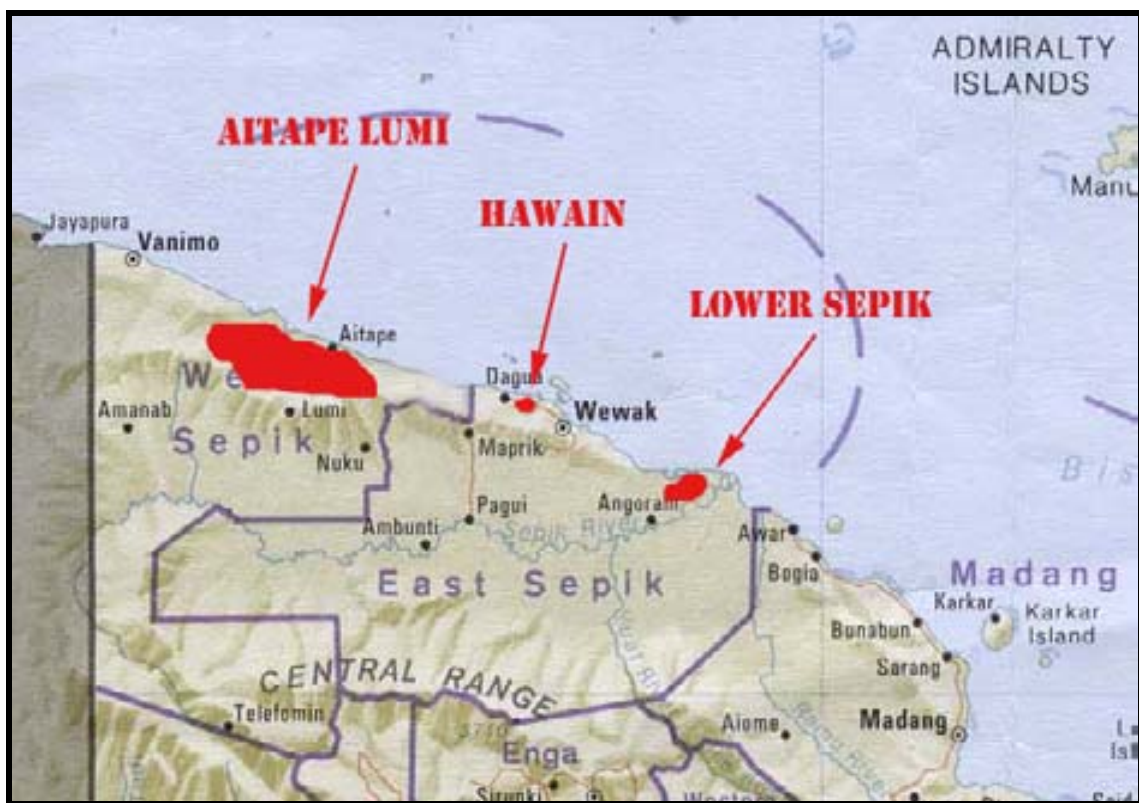 ADMIRALTY
ISLANDS
AITAPE LUMI
HAWAIN
Jayapura
Vanimo
LOWER SEPIK
Aitape
Dagua
Wewak
Amanab
Lumi
Sepik
Nuku
Maprik
Pagui
Angoram
Ambunti
Sepik River
Awar
Bogia
East Sepik
Madang
Karkar
Karkar
Island
Bunabun
Sarang
CENTRAL RANGE
Telefomin
Aiome
Madang
Enga
Sirunki
Western